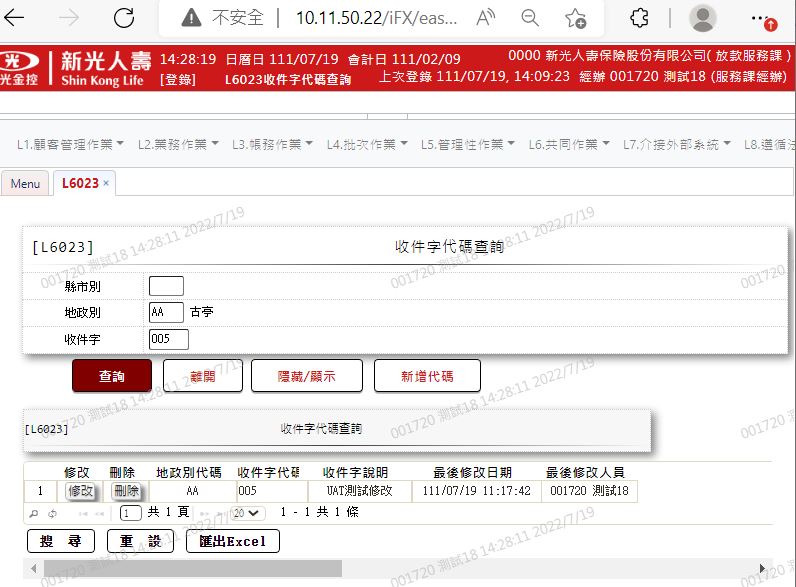 不安全 10.11.50.22/iFX/eas...
新光人壽 14:28:19 日曆日 111/07/19 會計日 111/02/09 0000 新光人壽保險股份有限公司( 放款服務課 )
光金控 Shin Kong Life [登錄] L6023收件字代碼查詢 上次登錄 111/07/19, 14:09:23 經辦 001720 測試18 (服務課經辦)
L1.顧客管理作業 L2.業務作業 L3.帳務作業 L4.批次作業 L5.管理性作業 L6.共同作業 L7.介接外部系統 L8.遵循法
Menu L6023 ×
001720 測試18 14:28:11 2022/7/19
[L6023] 收件字代碼查詢
縣市別
地政別 AA 古亭
收件字 005
查詢 離開 隱藏/顯示 新增代碼
[L6023] 收件字代碼查詢
修改 刪除 地政別代碼 收件字代碼 收件字說明 最後修改日期 最後修改人員
1 修改 刪除 AA 005 UAT測試修改 111/07/19 11:17:42 001720 測試18
1 共 1 頁 20 1 - 1 共 1 條
搜 尋 重 設 匯出Excel